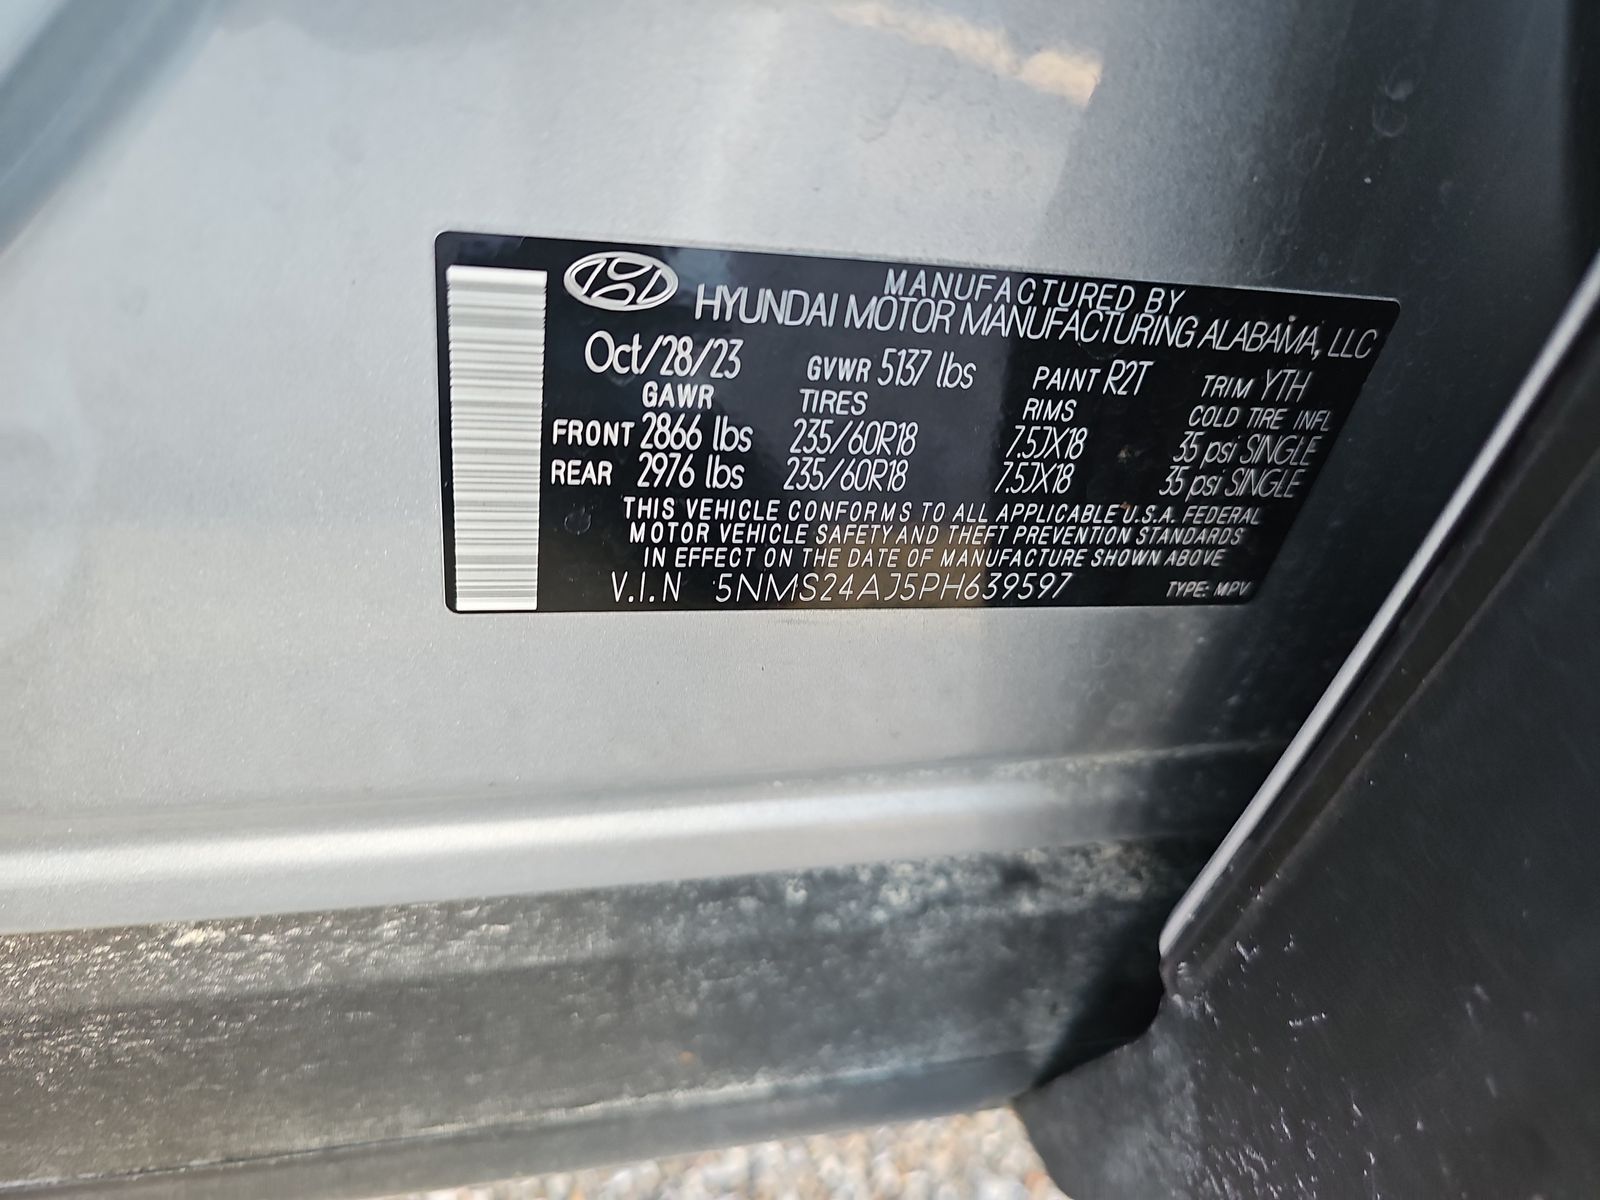 MANUFACTURED BY
HYUNDAI MOTOR MANUFACTURING ALABAMA, LLC
Oct/28/23 GVWR 5137 lbs PAINT R2T TRIM YTH
GAWR TIRES RIMS COLD TIRE INFL
FRONT 2866 lbs 235/60R18 7.5JX18 35 psi SINGLE
REAR 2976 lbs 235/60R18 7.5JX18 35 psi SINGLE
THIS VEHICLE CONFORMS TO ALL APPLICABLE U.S.A. FEDERAL
MOTOR VEHICLE SAFETY AND THEFT PREVENTION STANDARDS
IN EFFECT ON THE DATE OF MANUFACTURE SHOWN ABOVE
V.I.N 5NMS24AJ5PH639597 TYPE: MPV